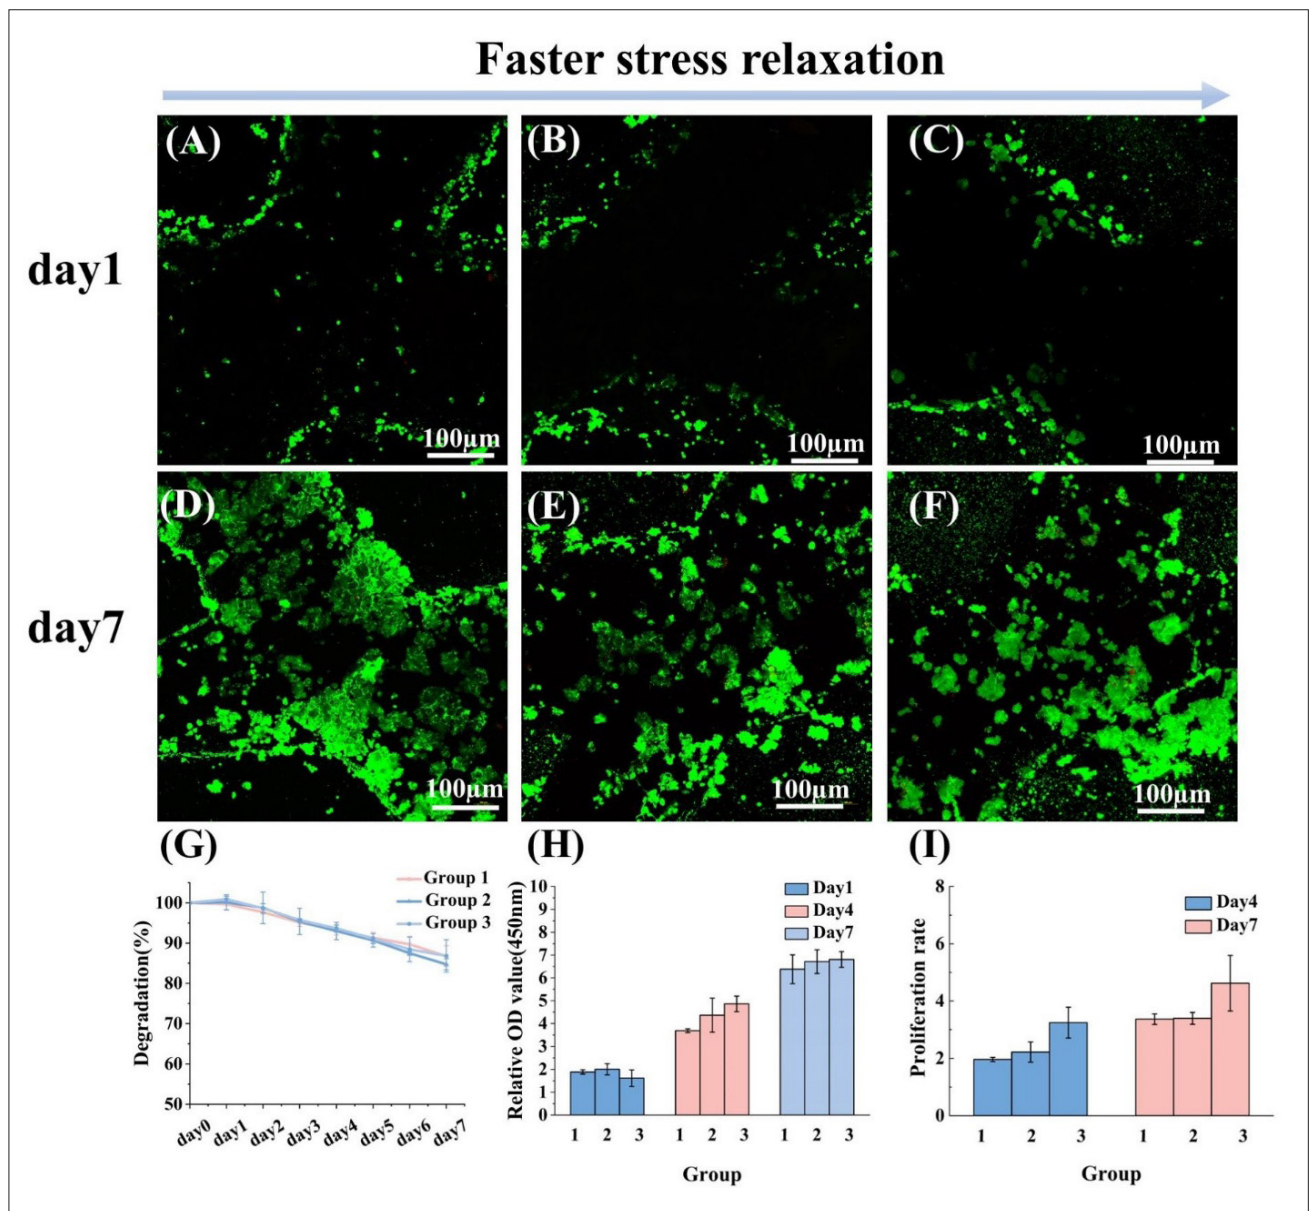 Faster stress relaxation
day1
(A)
100μm
(B)
100μm
(C)
100μm
day7
(D)
100μm
(E)
100μm
(F)
100μm
(G)
Degradation(%)
100
90
80
70
60
50
Group 1
Group 2
Group 3
day0
day1
day2
day3
day4
day5
day6
day7
(H)
Relative OD value(450nm)
10
9
8
7
6
5
4
3
2
1
0
Day1
Day4
Day7
1 2 3 1 2 3 1 2 3
Group
(I)
Proliferation rate
8
6
4
2
0
Day4
Day7
1 2 3 1 2 3
Group